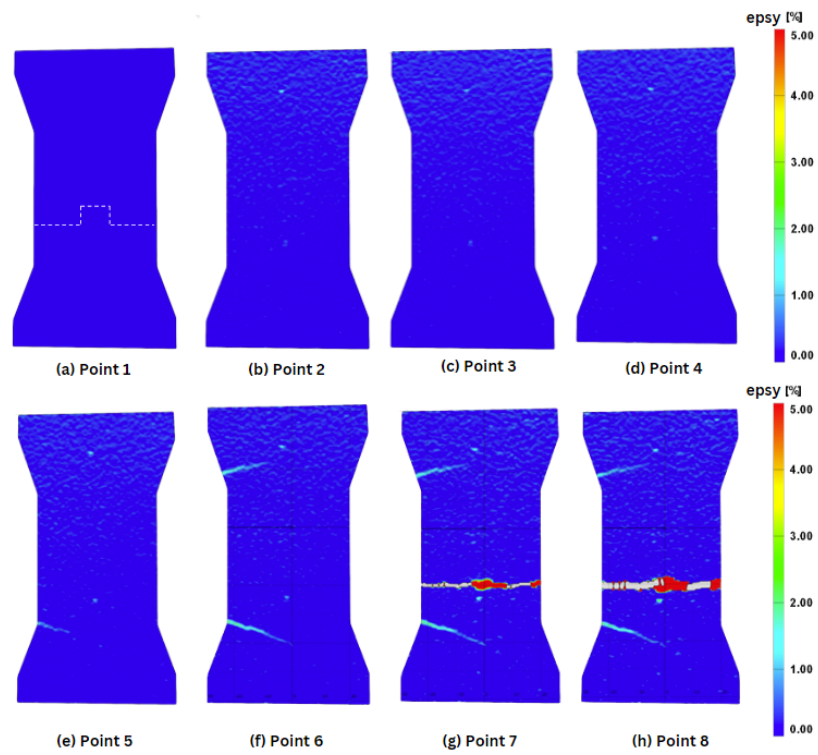 epsy [%]
5.00
4.00
3.00
2.00
1.00
0.00
(a) Point 1
(b) Point 2
(c) Point 3
(d) Point 4
epsy [%]
5.00
4.00
3.00
2.00
1.00
0.00
(e) Point 5
(f) Point 6
(g) Point 7
(h) Point 8